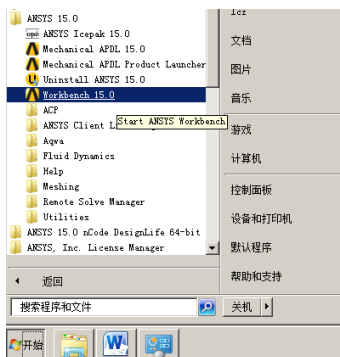 ANSYS 15.0
ANSYS Icepak 15.0
Mechanical APDL 15.0
Mechanical APDL Product Launcher
Uninstall ANSYS 15.0
Workbench 15.0
ACP
ANSYS Client L
Start ANSYS Workbench
Aqwa
Fluid Dynamics
Help
Meshing
Remote Solve Manager
Utilities
ANSYS 15.0 nCode DesignLife 64-bit
ANSYS, Inc. License Manager
返回
搜索程序和文件
开始
lcz
文档
图片
音乐
游戏
计算机
控制面板
设备和打印机
默认程序
帮助和支持
关机